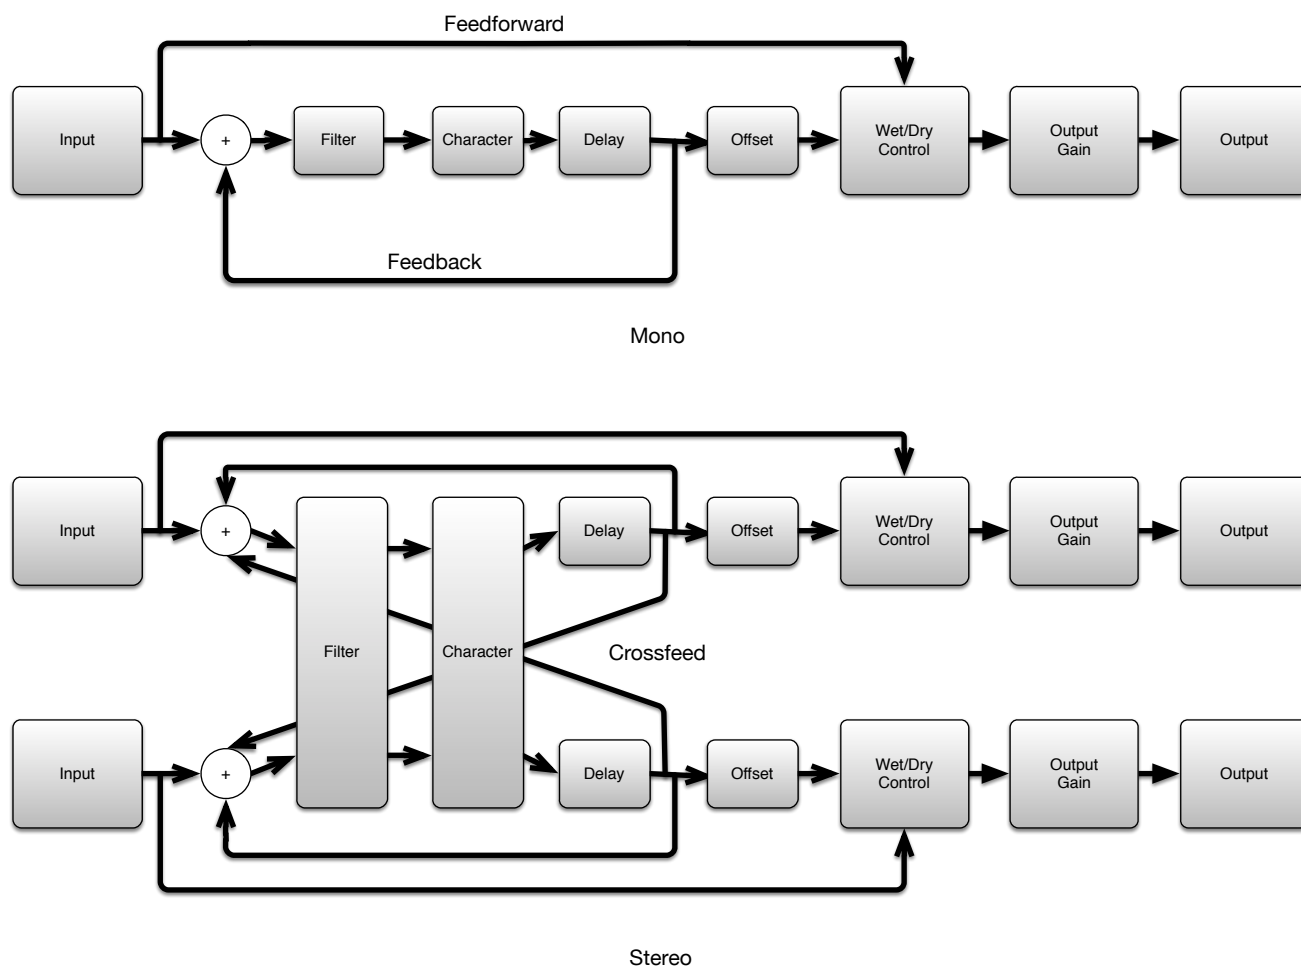 Feedforward
Input
+
Filter
Character
Delay
Offset
Wet/Dry
Control
Output
Gain
Output
Feedback
Mono
Input
+
Delay
Offset
Wet/Dry
Control
Output
Gain
Output
Filter
Character
Crossfeed
Input
+
Delay
Offset
Wet/Dry
Control
Output
Gain
Output
Stereo